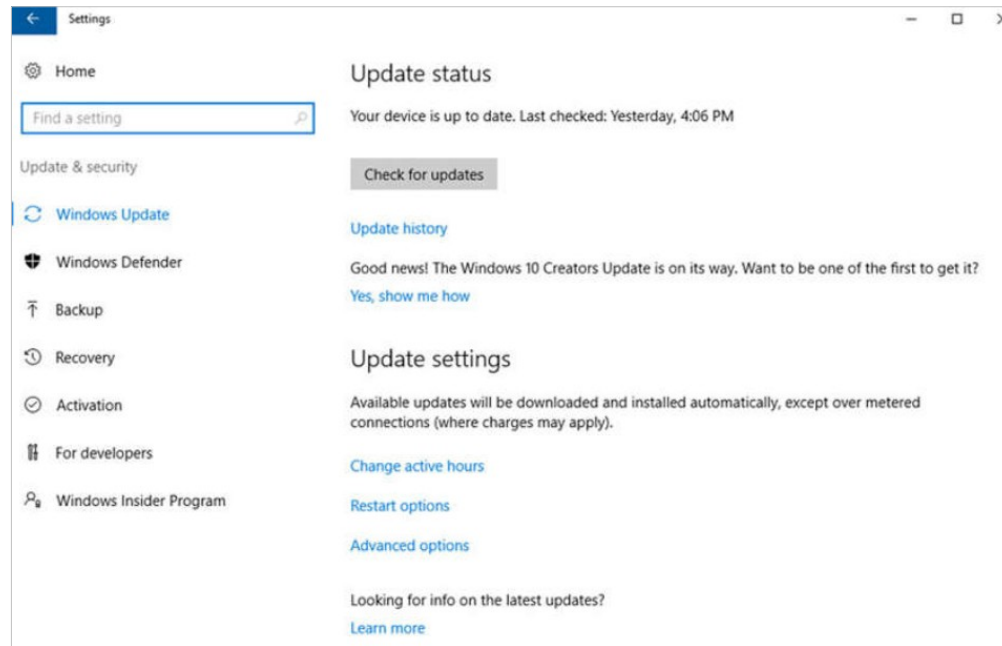 Settings
Home
Find a setting
Update & security
Windows Update
Windows Defender
Backup
Recovery
Activation
For developers
Windows Insider Program
Update status
Your device is up to date. Last checked: Yesterday, 4:06 PM
Check for updates
Update history
Good news! The Windows 10 Creators Update is on its way. Want to be one of the first to get it?
Yes, show me how
Update settings
Available updates will be downloaded and installed automatically, except over metered
connections (where charges may apply).
Change active hours
Restart options
Advanced options
Looking for info on the latest updates?
Learn more